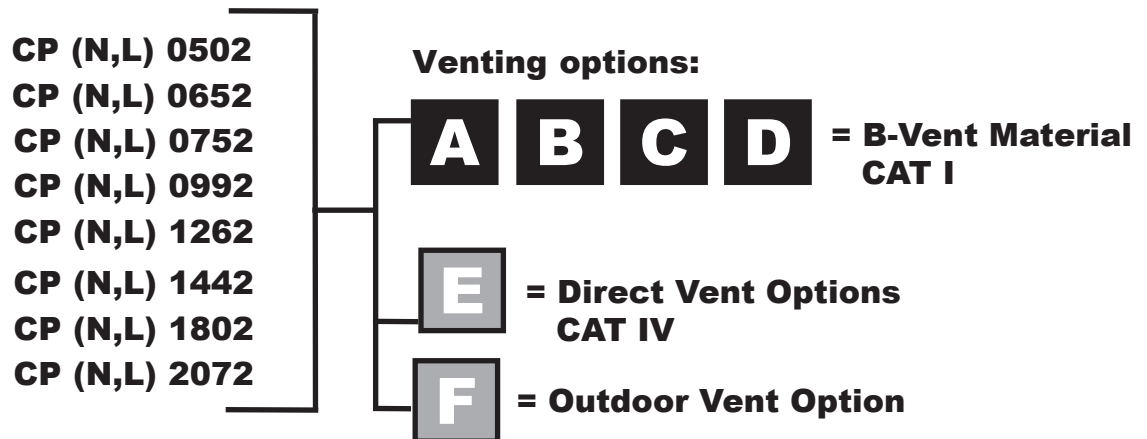 CP (N,L) 0502
CP (N,L) 0652
CP (N,L) 0752
CP (N,L) 0992
CP (N,L) 1262
CP (N,L) 1442
CP (N,L) 1802
CP (N,L) 2072
Venting options:
A B C D = B-Vent Material
CAT I
E = Direct Vent Options
CAT IV
F = Outdoor Vent Option